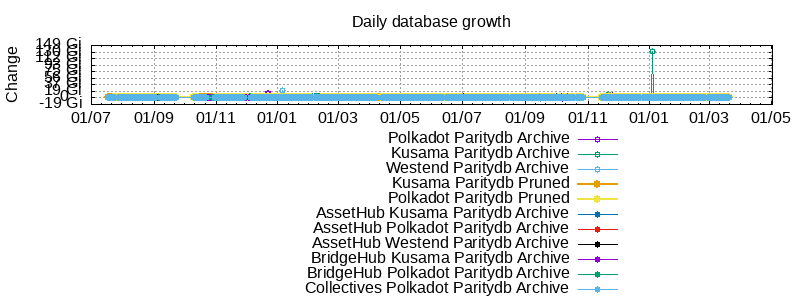 Daily database growth
Change
149 Gi
19 Gi
0
-19 Gi
01/07 01/09 01/11 01/01 01/03 01/05 01/07 01/09 01/11 01/01 01/03 01/05
Polkadot Paritydb Archive
Kusama Paritydb Archive
Westend Paritydb Archive
Kusama Paritydb Pruned
Polkadot Paritydb Pruned
AssetHub Kusama Paritydb Archive
AssetHub Polkadot Paritydb Archive
AssetHub Westend Paritydb Archive
BridgeHub Kusama Paritydb Archive
BridgeHub Polkadot Paritydb Archive
Collectives Polkadot Paritydb Archive